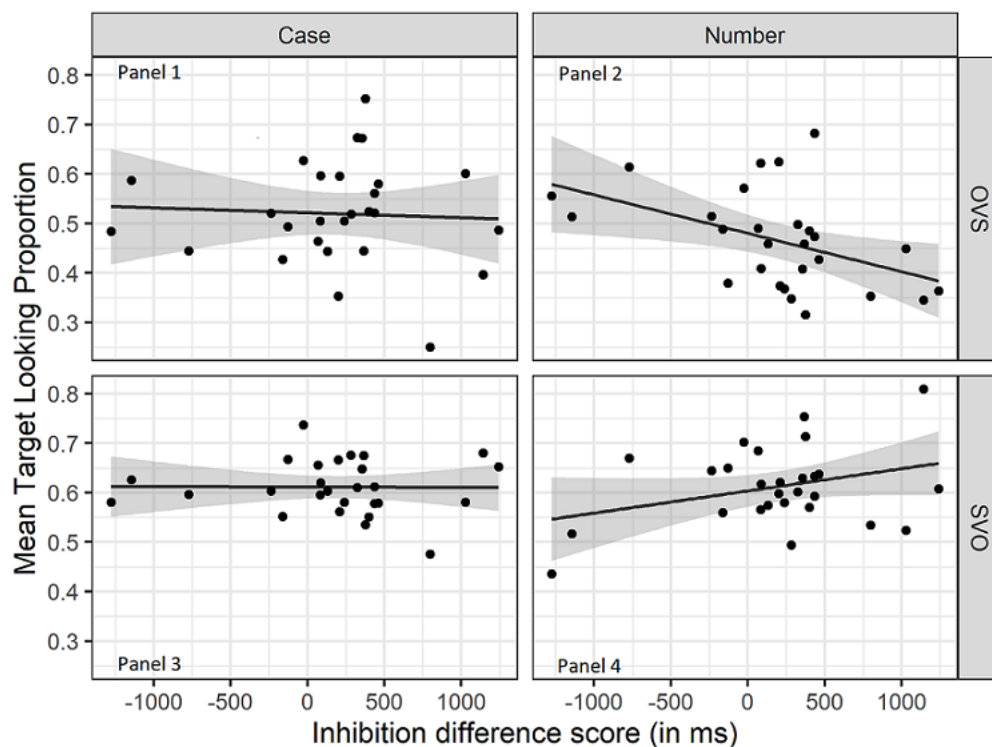 Case
Number
Panel 1
Panel 2
0.8
0.7
0.6
0.5
0.4
0.3
OVS
Mean Target Looking Proportion
0.8
0.7
0.6
0.5
0.4
0.3
SVO
Panel 3
Panel 4
-1000 -500 0 500 1000
-1000 -500 0 500 1000
Inhibition difference score (in ms)